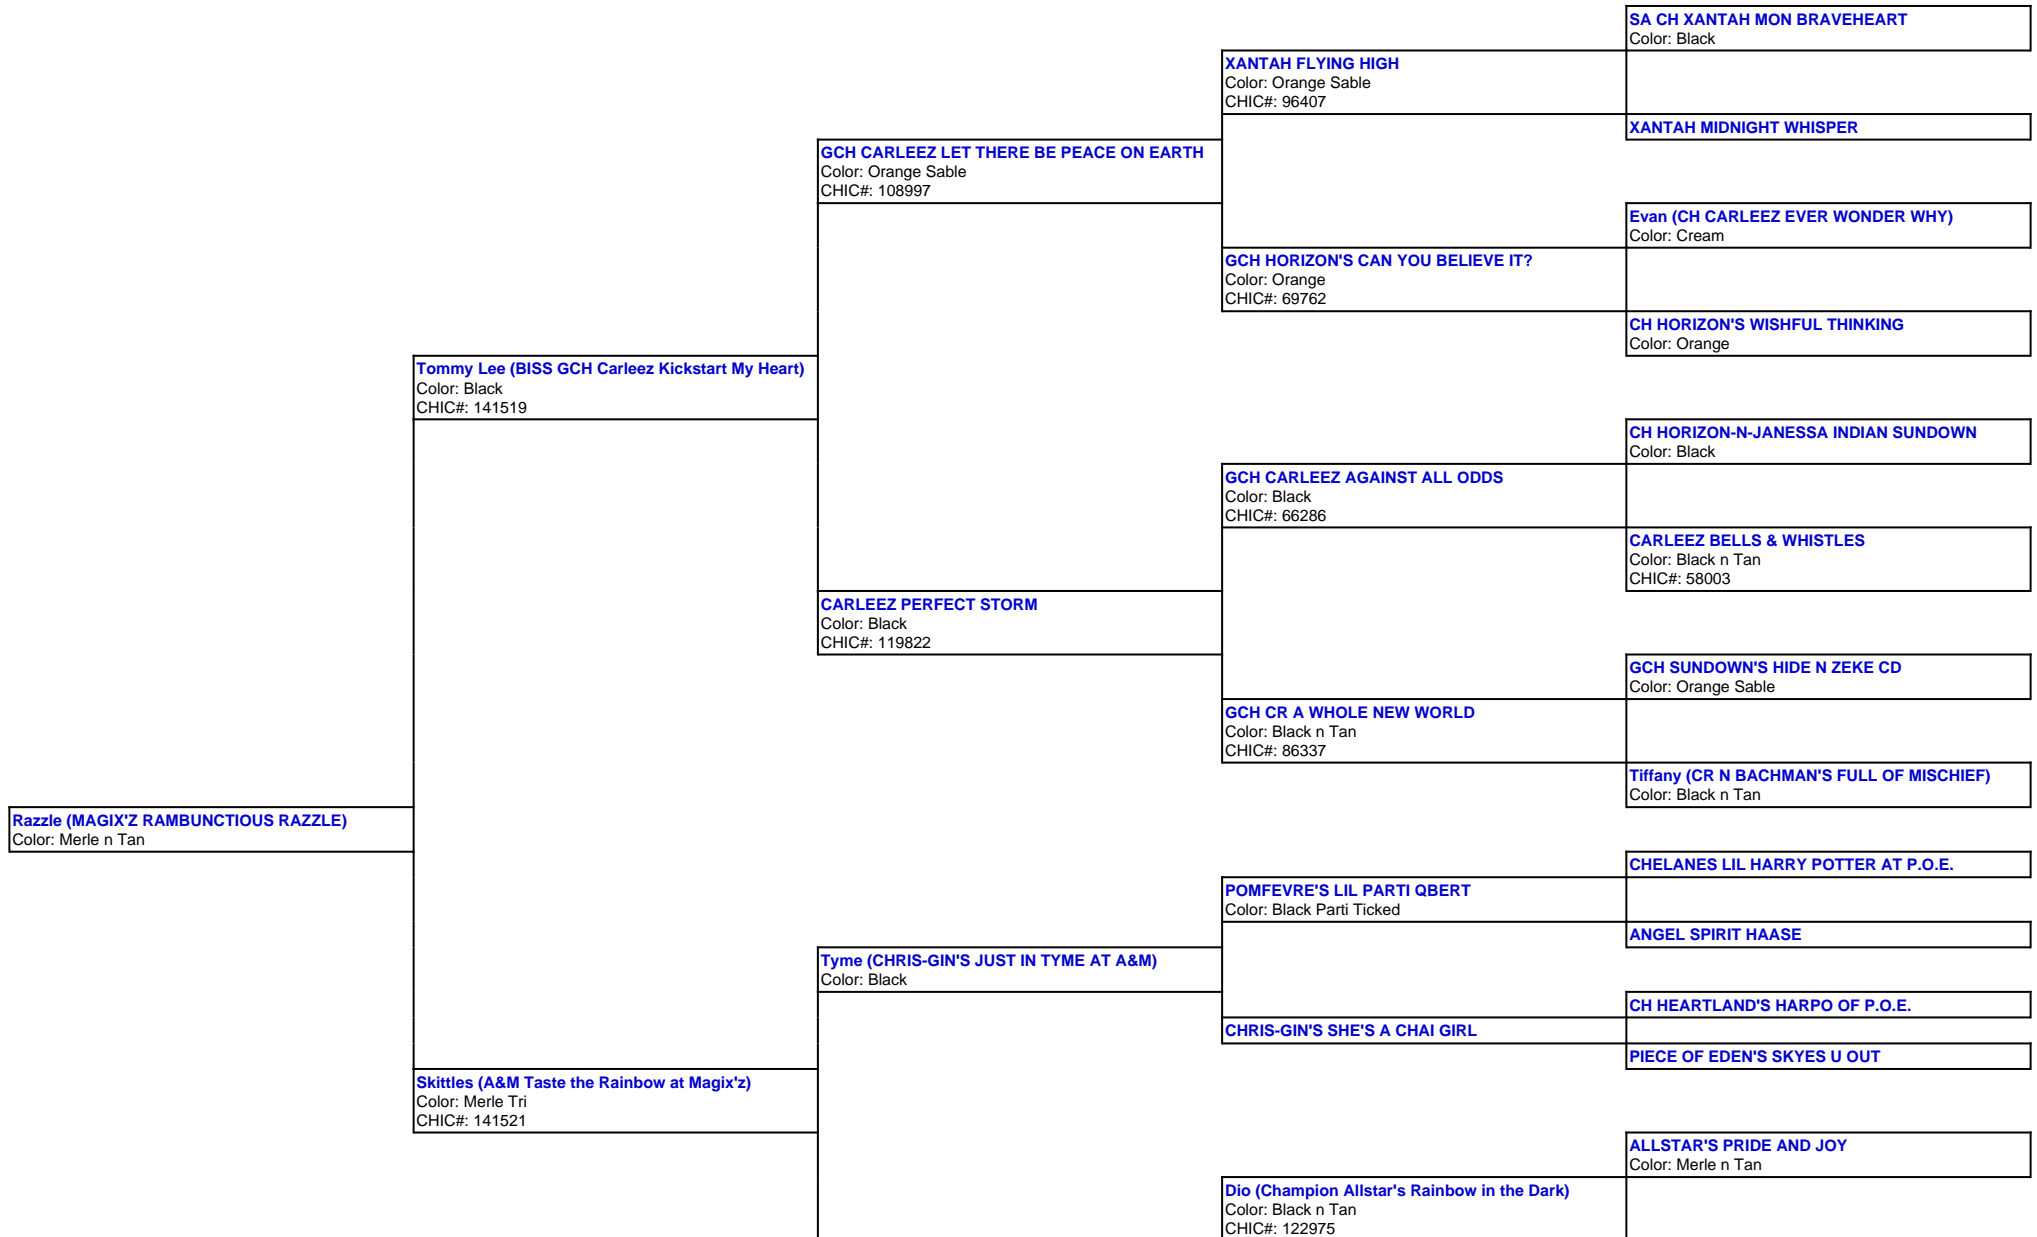 SA CH XANTAH MON BRAVEHEART
Color: Black
XANTAH FLYING HIGH
Color: Orange Sable
CHIC#: 96407
XANTAH MIDNIGHT WHISPER
GCH CARLEEZ LET THERE BE PEACE ON EARTH
Color: Orange Sable
CHIC#: 108997
Evan (CH CARLEEZ EVER WONDER WHY)
Color: Cream
GCH HORIZON'S CAN YOU BELIEVE IT?
Color: Orange
CHIC#: 69762
CH HORIZON'S WISHFUL THINKING
Color: Orange
Tommy Lee (BISS GCH Carleez Kickstart My Heart)
Color: Black
CHIC#: 141519
CH HORIZON-N-JANESSA INDIAN SUNDOWN
Color: Black
GCH CARLEEZ AGAINST ALL ODDS
Color: Black
CHIC#: 66286
CARLEEZ BELLS & WHISTLES
Color: Black n Tan
CHIC#: 58003
CARLEEZ PERFECT STORM
Color: Black
CHIC#: 119822
GCH SUNDOWN'S HIDE N ZEKE CD
Color: Orange Sable
GCH CR A WHOLE NEW WORLD
Color: Black n Tan
CHIC#: 86337
Tiffany (CR N BACHMAN'S FULL OF MISCHIEF)
Color: Black n Tan
Razzle (MAGIX'Z RAMBUNCTIOUS RAZZLE)
Color: Merle n Tan
CHELANES LIL HARRY POTTER AT P.O.E.
POMFEVRE'S LIL PARTI QBERT
Color: Black Parti Ticked
ANGEL SPIRIT HAASE
Tyme (CHRIS-GIN'S JUST IN TYME AT A&M)
Color: Black
CH HEARTLAND'S HARPO OF P.O.E.
CHRIS-GIN'S SHE'S A CHAI GIRL
PIECE OF EDEN'S SKYES U OUT
Skittles (A&M Taste the Rainbow at Magix'z)
Color: Merle Tri
CHIC#: 141521
ALLSTAR'S PRIDE AND JOY
Color: Merle n Tan
Dio (Champion Allstar's Rainbow in the Dark)
Color: Black n Tan
CHIC#: 122975